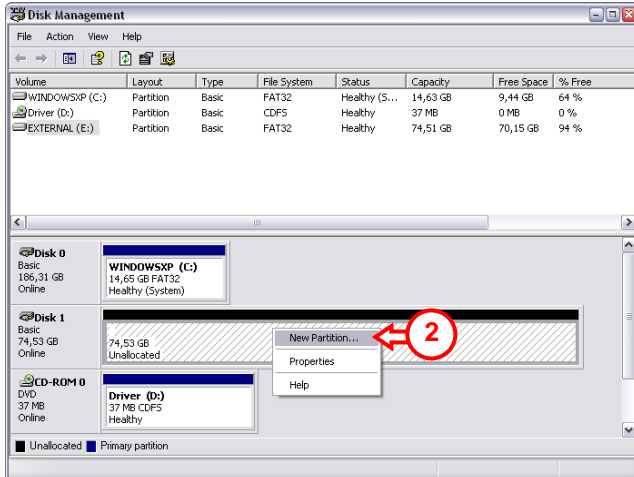 Disk Management
File Action View Help
Volume Layout Type File System Status Capacity Free Space % Free
WINDOWSXP (C:) Partition Basic FAT32 Healthy (S... 14,63 GB 9,44 GB 64 %
Driver (D:) Partition Basic CDFS Healthy 37 MB 0 MB 0 %
EXTERNAL (E:) Partition Basic FAT32 Healthy 74,51 GB 70,15 GB 94 %
Disk 0
Basic
186,31 GB
Online
WINDOWSXP (C:)
14,65 GB FAT32
Healthy (System)
Disk 1
Basic
74,53 GB
Online
74,53 GB
Unallocated
New Partition...
Properties
Help
2
CD-ROM 0
DVD
37 MB
Online
Driver (D:)
37 MB CDFS
Healthy
Unallocated Primary partition